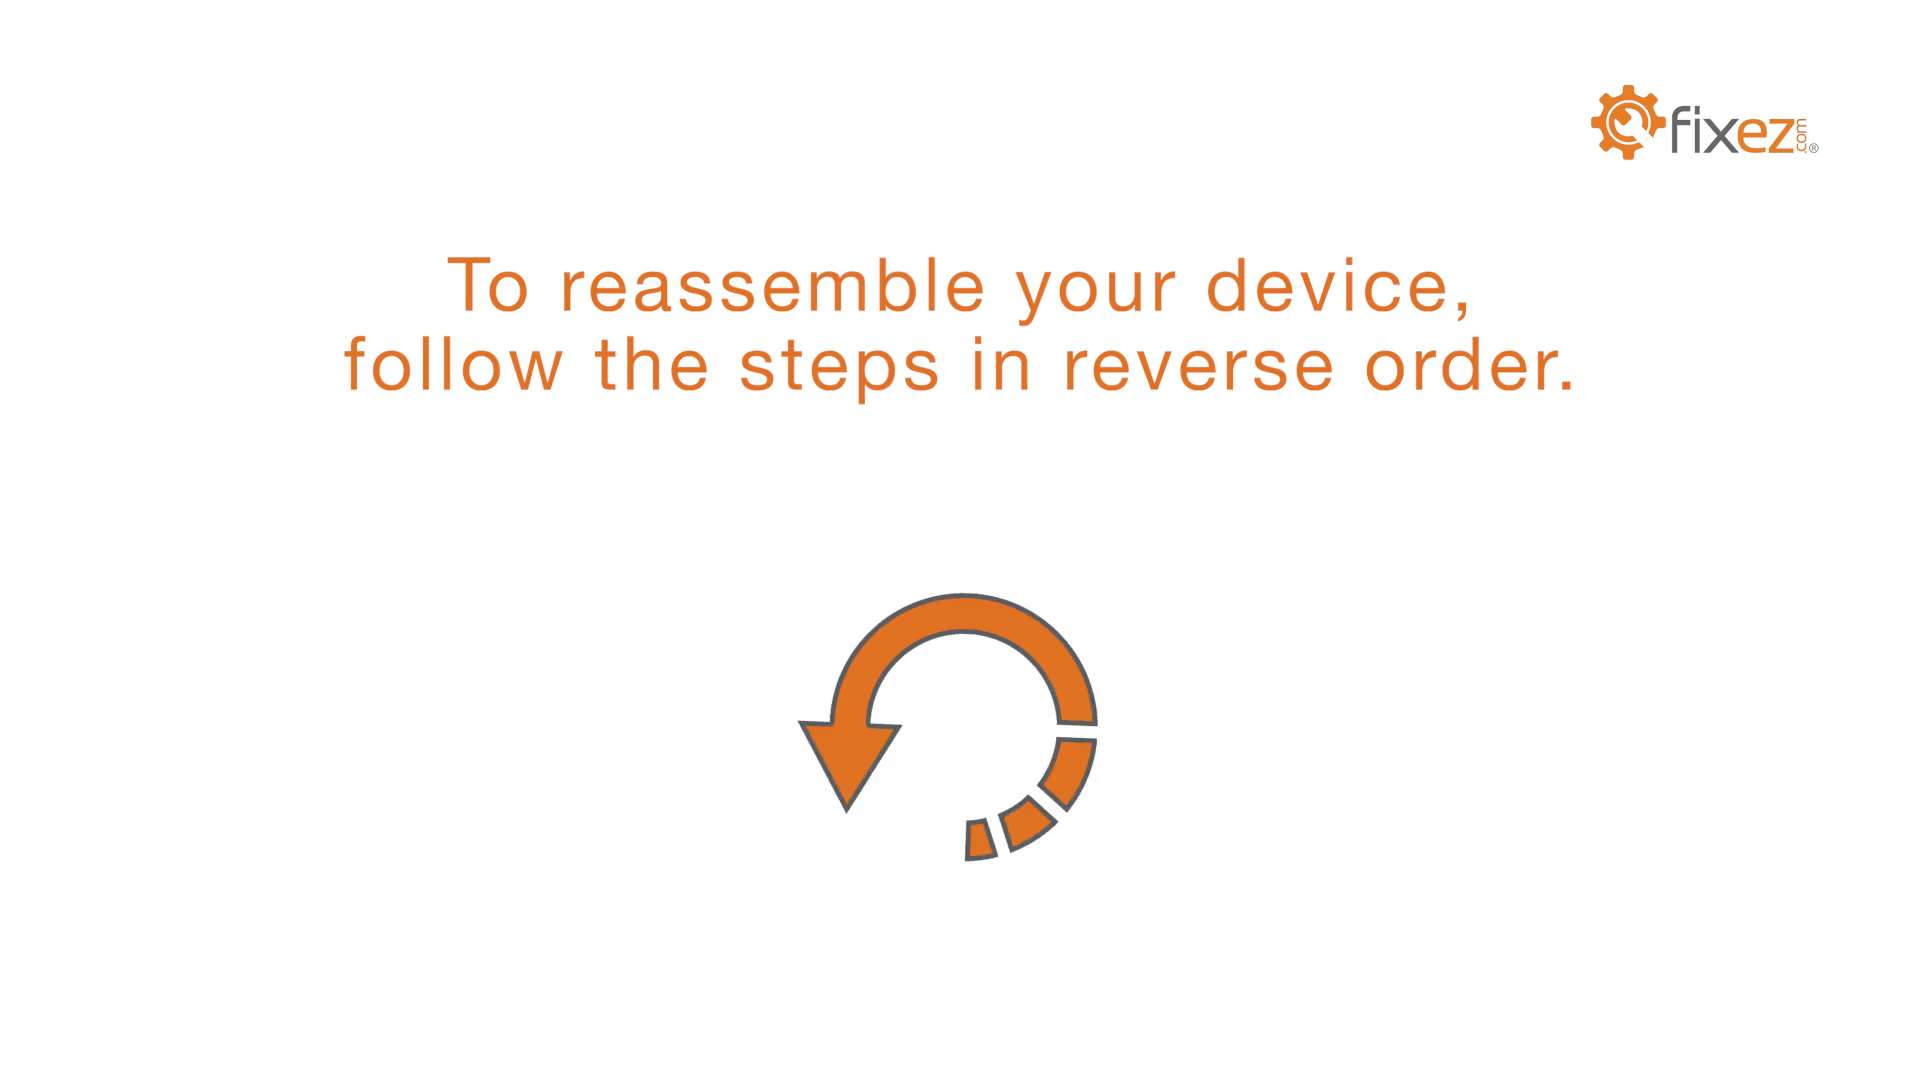 fixez.com®
To reassemble your device,
follow the steps in reverse order.